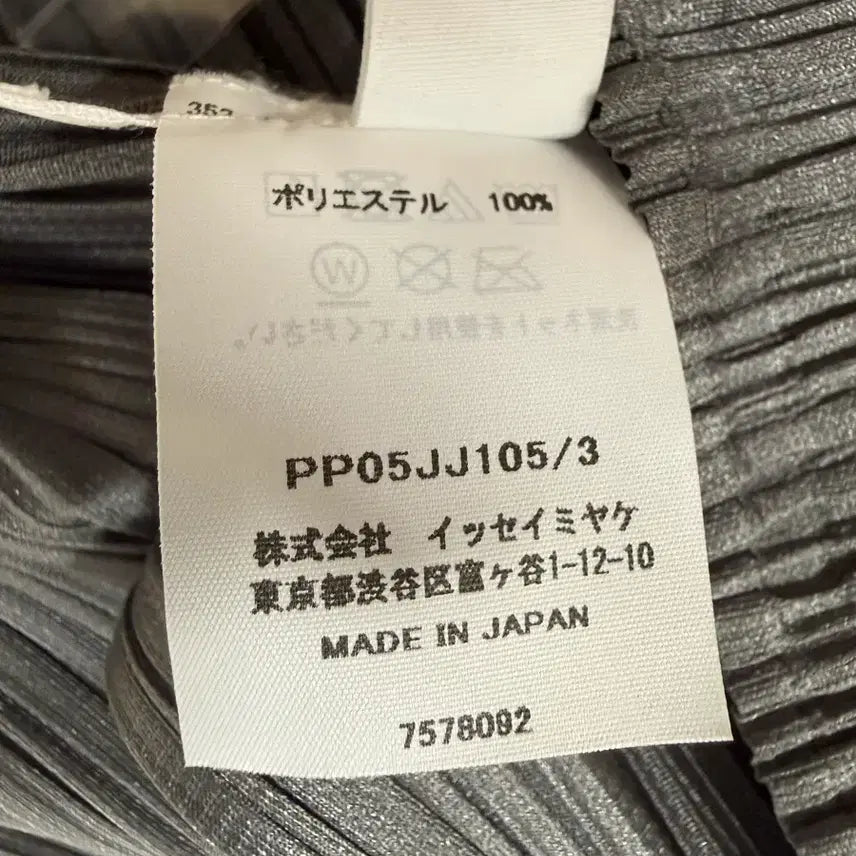 ポリエステル 100%
PP05JJ105/3
株式会社 イッセイミヤケ
東京都渋谷区富ヶ谷1-12-10
MADE IN JAPAN
7578092